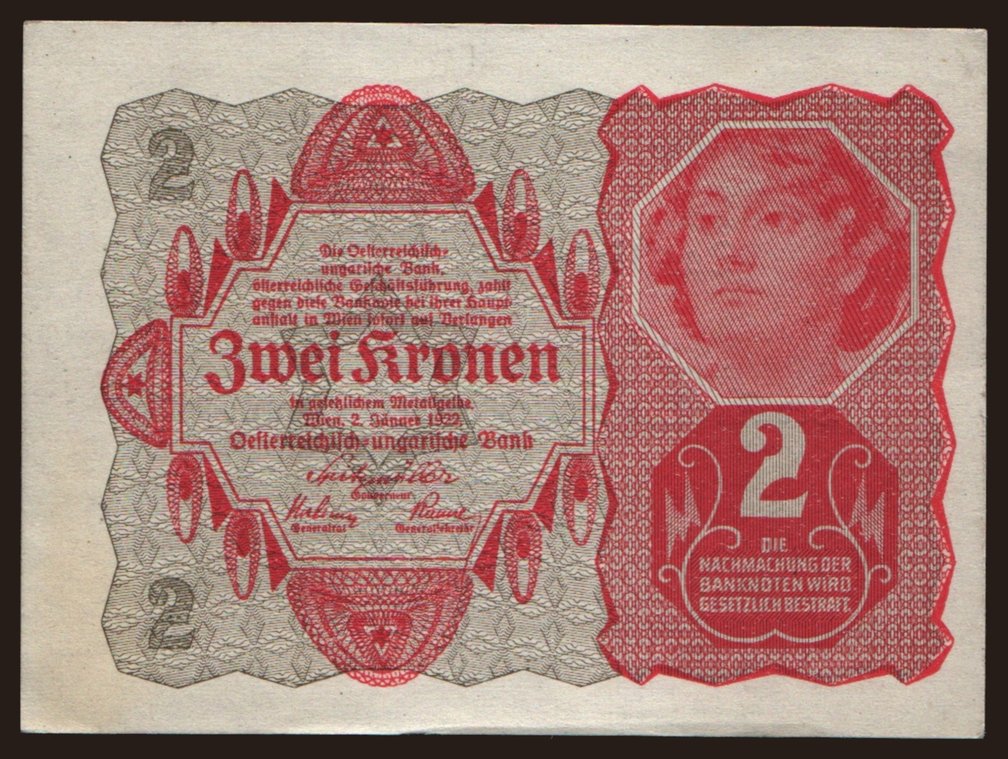 2
Die Oesterreichisch-
ungarische Bank,
österreichische Geschäftsführung, zahlt
gegen diese Banknote bei ihrer Haupt-
anstalt in Wien sofort auf Verlangen
Zwei Kronen
in gesetzlichem Metallgelde.
Wien, 2. Jänner 1922.
Oesterreichisch-ungarische Bank
Gouverneur
Generalrat Generalsekretär
2
2
DIE
NACHMACHUNG DER
BANKNOTEN WIRD
GESETZLICH BESTRAFT.